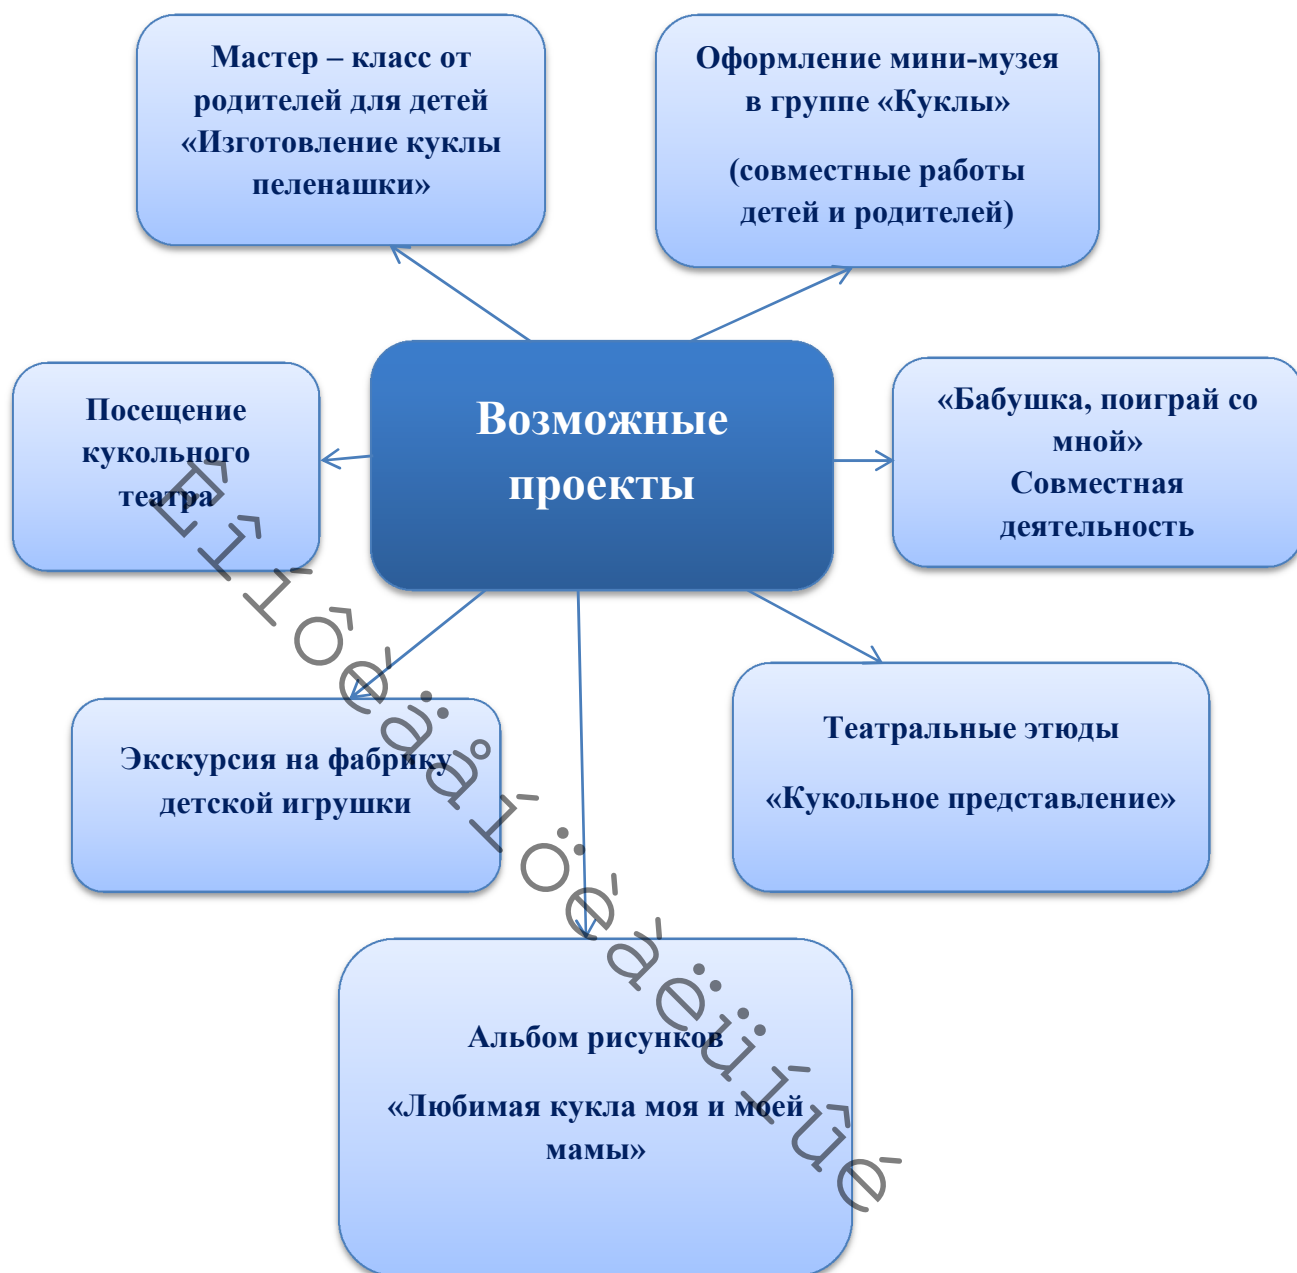 Мастер – класс от
родителей для детей
«Изготовление куклы
пеленашки»
Оформление мини-музея
в группе «Куклы»
(совместные работы
детей и родителей)
Посещение
кукольного
театра
Возможные
проекты
«Бабушка, поиграй со
мной»
Совместная
деятельность
Экскурсия на фабрику
детской игрушки
Театральные этюды
«Кукольное представление»
Альбом рисунков
«Любимая кукла моя и моей
мамы»
Êîíôèäåíöèàëüíûé